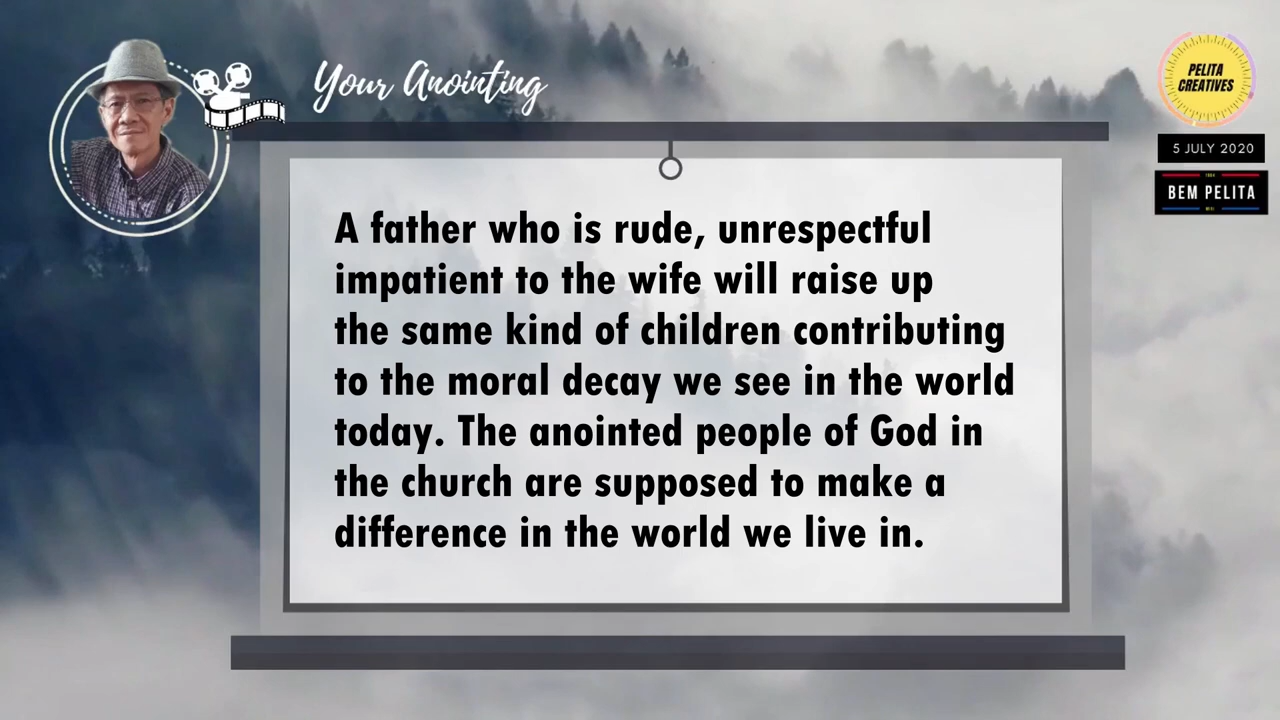 Your Anointing
PELITA
CREATIVES
5 JULY 2020
BEM PELITA
A father who is rude, unrespectful
impatient to the wife will raise up
the same kind of children contributing
to the moral decay we see in the world
today. The anointed people of God in
the church are supposed to make a
difference in the world we live in.